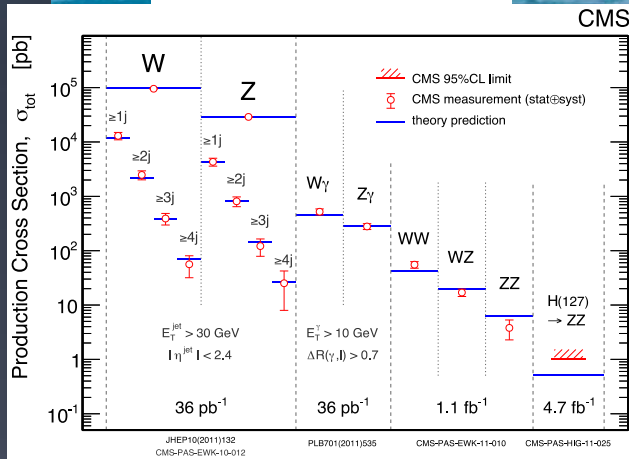 CMS
Production Cross Section, σtot [pb]
10⁵
10⁴
10³
10²
10
1
10⁻¹
W
≥1j
≥2j
≥3j
≥4j
Z
≥1j
≥2j
≥3j
≥4j
Wγ
Zγ
WW
WZ
ZZ
H(127)
→ ZZ
CMS 95%CL limit
CMS measurement (stat⊕syst)
theory prediction
E_T^jet > 30 GeV
| η^jet | < 2.4
E_T^γ > 10 GeV
ΔR(γ,l) > 0.7
36 pb⁻¹
36 pb⁻¹
1.1 fb⁻¹
4.7 fb⁻¹
JHEP10(2011)132
CMS-PAS-EWK-10-012
PLB701(2011)535
CMS-PAS-EWK-11-010
CMS-PAS-HIG-11-025